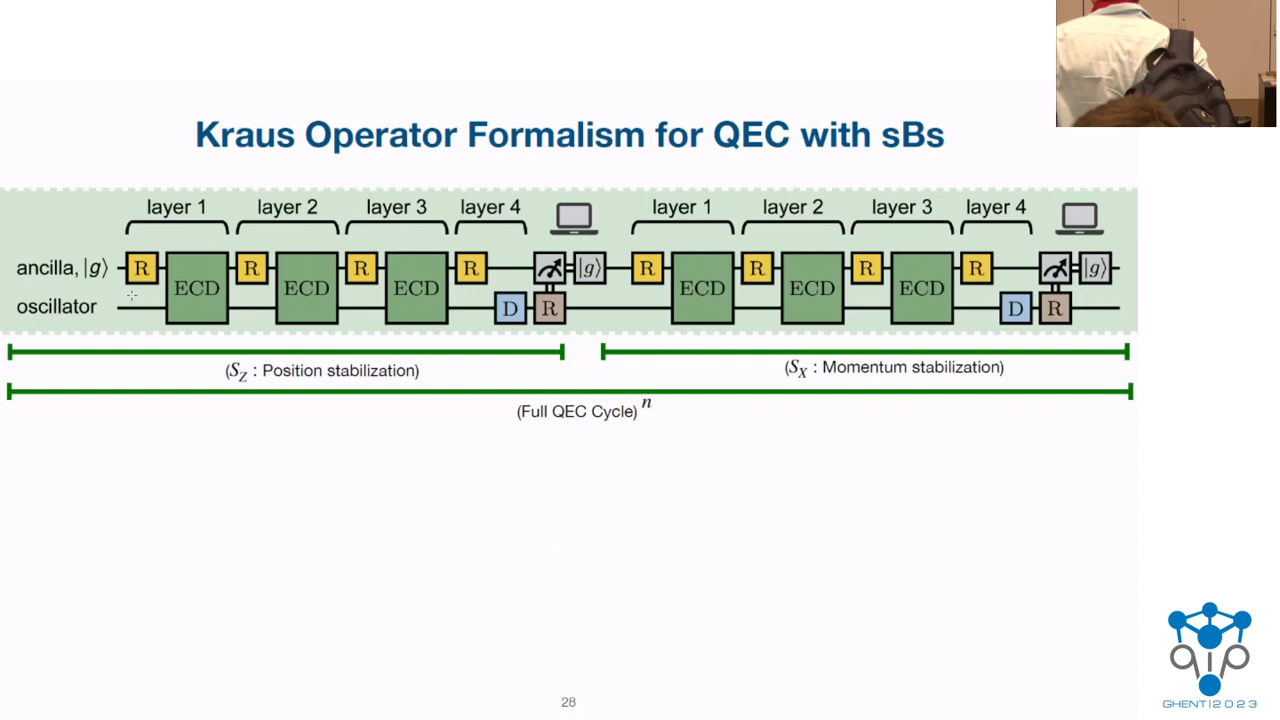 Kraus Operator Formalism for QEC with sBs
layer 1 layer 2 layer 3 layer 4 layer 1 layer 2 layer 3 layer 4
ancilla, |g⟩ R R R R |g⟩ R R R R |g⟩
ECD ECD ECD ECD ECD ECD
oscillator D R D R
(S_Z : Position stabilization) (S_X : Momentum stabilization)
(Full QEC Cycle)^n
28
qip
GHENT|2023